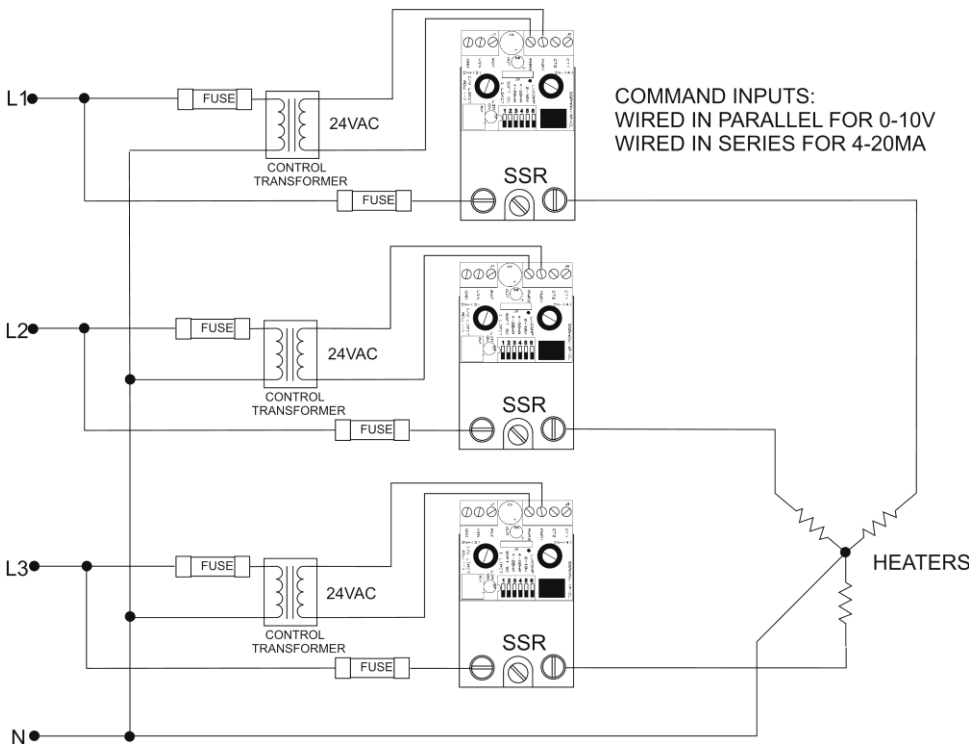 L1
FUSE
24VAC
CONTROL
TRANSFORMER
FUSE
SSR
COMMAND INPUTS:
WIRED IN PARALLEL FOR 0-10V
WIRED IN SERIES FOR 4-20MA
L2
FUSE
24VAC
CONTROL
TRANSFORMER
FUSE
SSR
L3
FUSE
24VAC
CONTROL
TRANSFORMER
FUSE
SSR
HEATERS
N